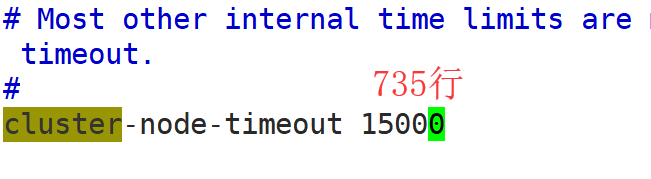 # Most other internal time limits are
 timeout.
#
735行
cluster-node-timeout 15000